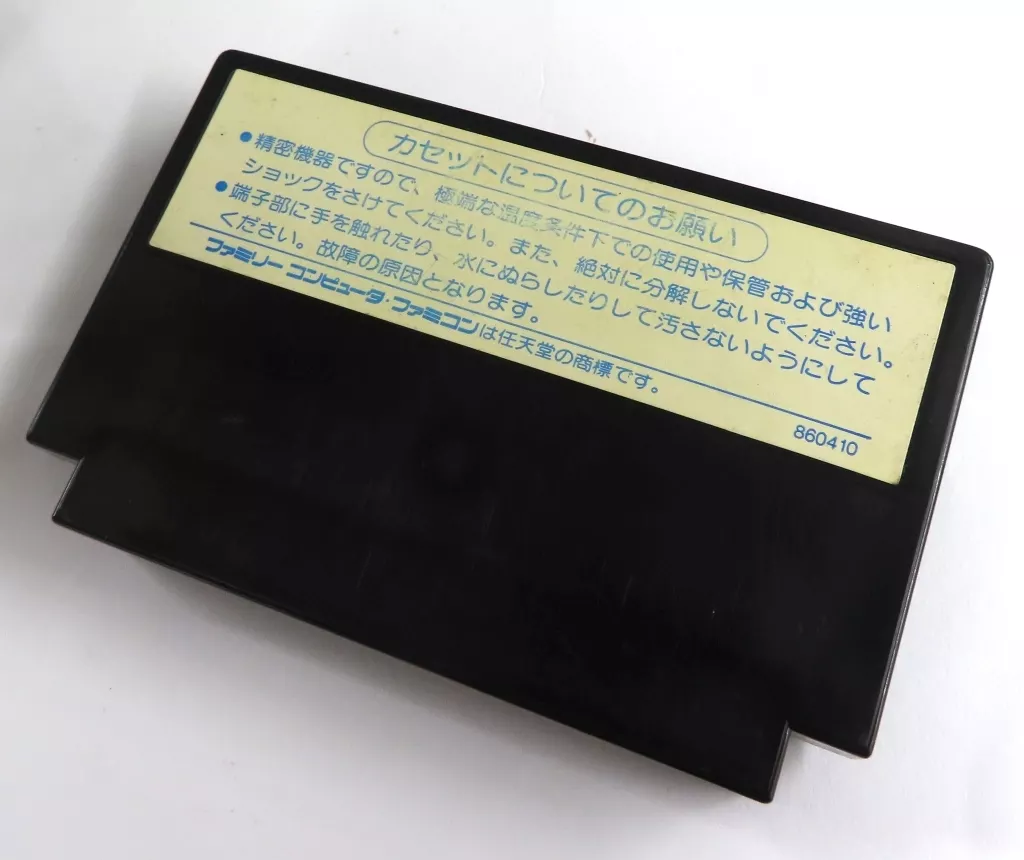 カセットについてのお願い
●精密機器ですので、極端な温度条件下での使用や保管および強い
ショックをさけてください。また、絶対に分解しないでください。
●端子部に手を触れたり、水にぬらしたりして汚さないようにして
ください。故障の原因となります。
ファミリーコンピュータ・ファミコンは任天堂の商標です。
860410